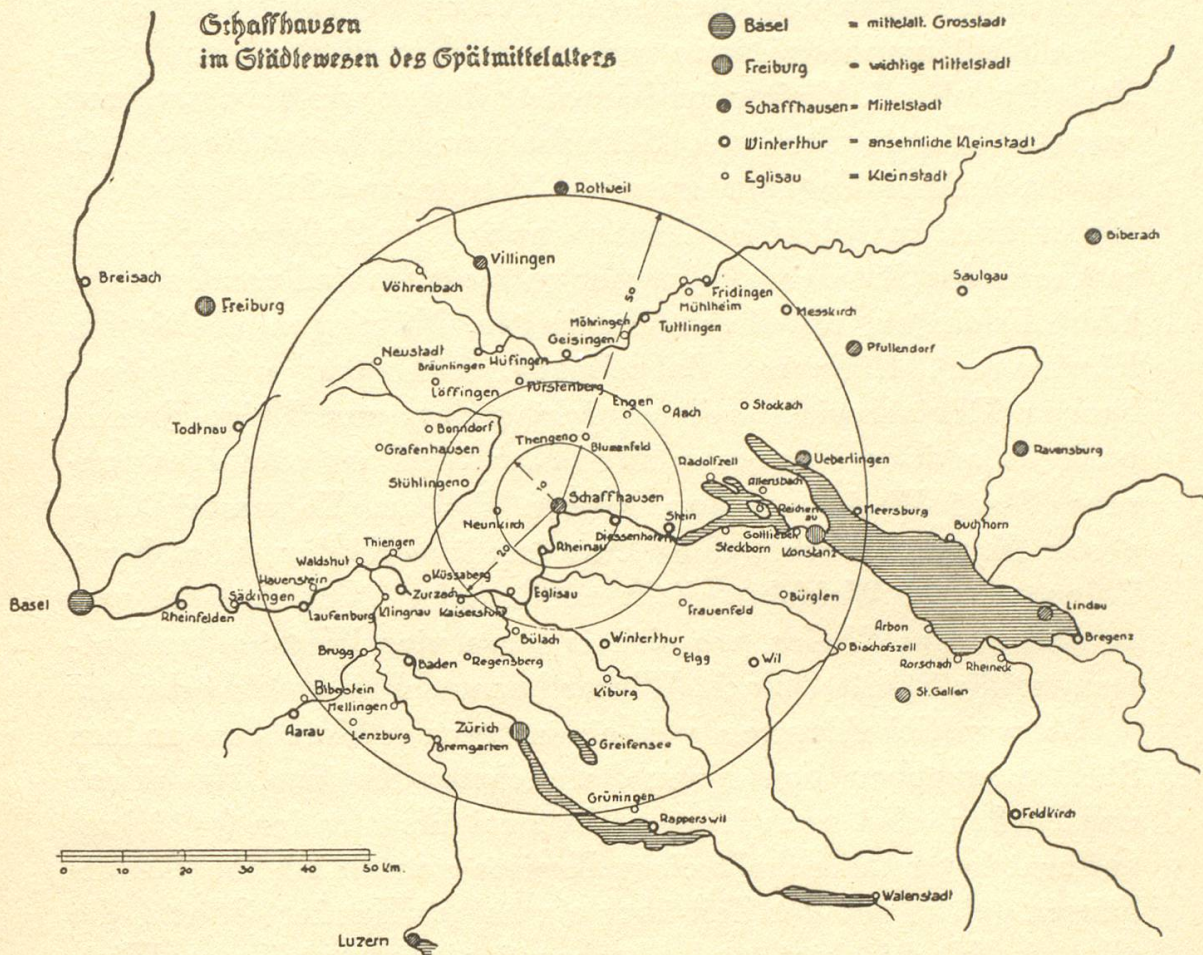 Schaffhausen
im Städtewesen des Spätmittelalters
Basel = mittelalt. Grosstadt
Freiburg = wichtige Mittelstadt
Schaffhausen = Mittelstadt
Winterthur = ansehnliche Kleinstadt
Eglisau = Kleinstadt
Rottweil
Biberach
Villingen
Breisach
Vöhrenbach
Saulgau
Freiburg
50
Fridingen
Mühlheim
Messkirch
Möhringen
Tuttlingen
Geisingen
Pfullendorf
Neustadt
Hüfingen
Bräunlingen
Löffingen
Fürstenberg
Engen
Aach
Stockach
Todtnau
Bonndorf
Thengen
Blumenfeld
Grafenhausen
Ravensburg
Radolfzell
Ueberlingen
Stühlingen
10
Allensbach
Schaffhausen
Reichenau
Neunkirch
Stein
Meersburg
Diessenhofen
Gottlieben
Buchhorn
Steckborn
Konstanz
Thiengen
20
Rheinau
Waldshut
Küssaberg
Hauenstein
Zurzach
Eglisau
Bürglen
Basel
Säckingen
Klingnau
Kaiserstuhl
Frauenfeld
Lindau
Rheinfelden
Laufenburg
Arbon
Bülach
Winterthur
Bregenz
Brugg
Baden
Regensberg
Elgg
Wil
Bischofszell
Rorschach
Rheineck
Kiburg
St. Gallen
Biberstein
Mellingen
Aarau
Lenzburg
Zürich
Bremgarten
Greifensee
Grüningen
Rapperswil
Feldkirch
0 10 20 30 40 50 Km.
Walenstadt
Luzern